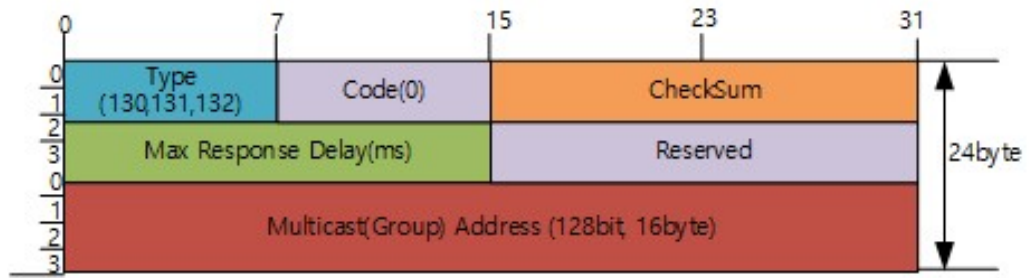 0 7 15 23 31
0
1
Type
(130,131,132)
Code(0)
CheckSum
2
3
Max Response Delay(ms)
Reserved
24byte
0
1
2
3
Multicast(Group) Address (128bit, 16byte)